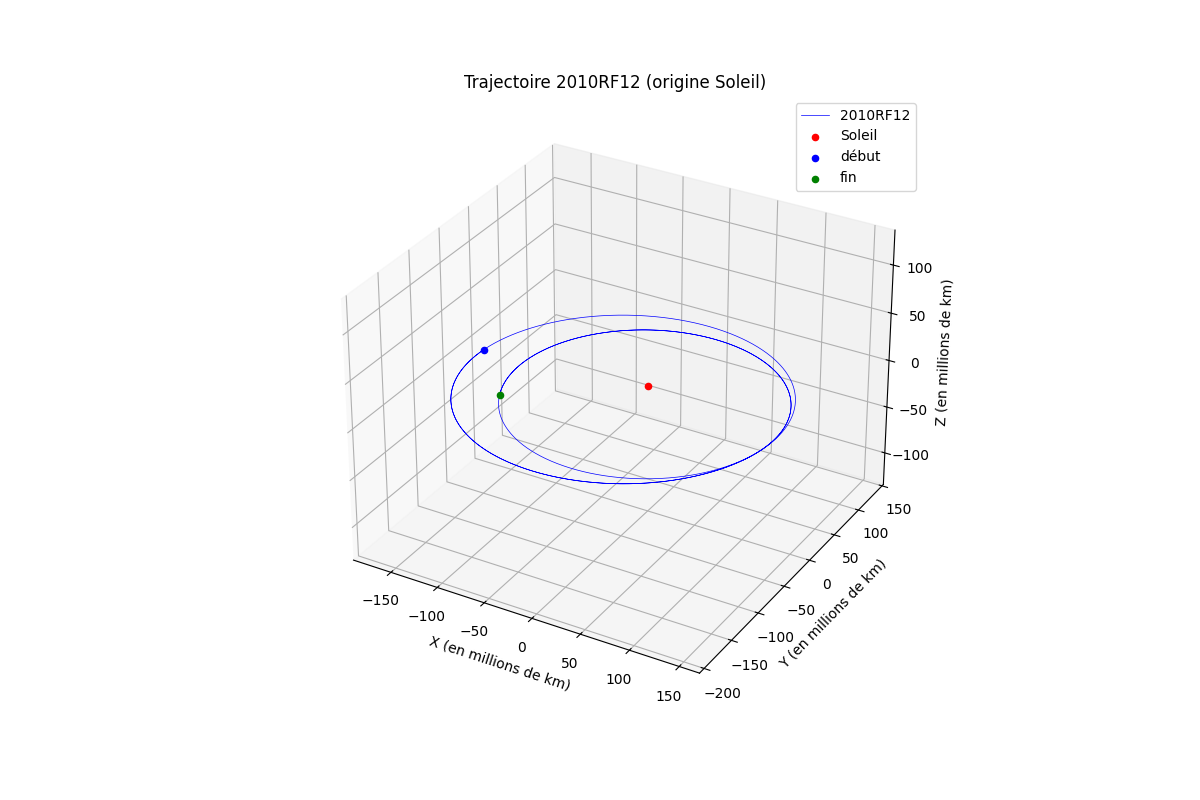 Trajectoire 2010RF12 (origine Soleil)
2010RF12
Soleil
début
fin
100
50
0
−50
−100
Z (en millions de km)
150
100
50
0
−50
−100
−150
−200
Y (en millions de km)
−150
−100
−50
0
50
100
150
X (en millions de km)